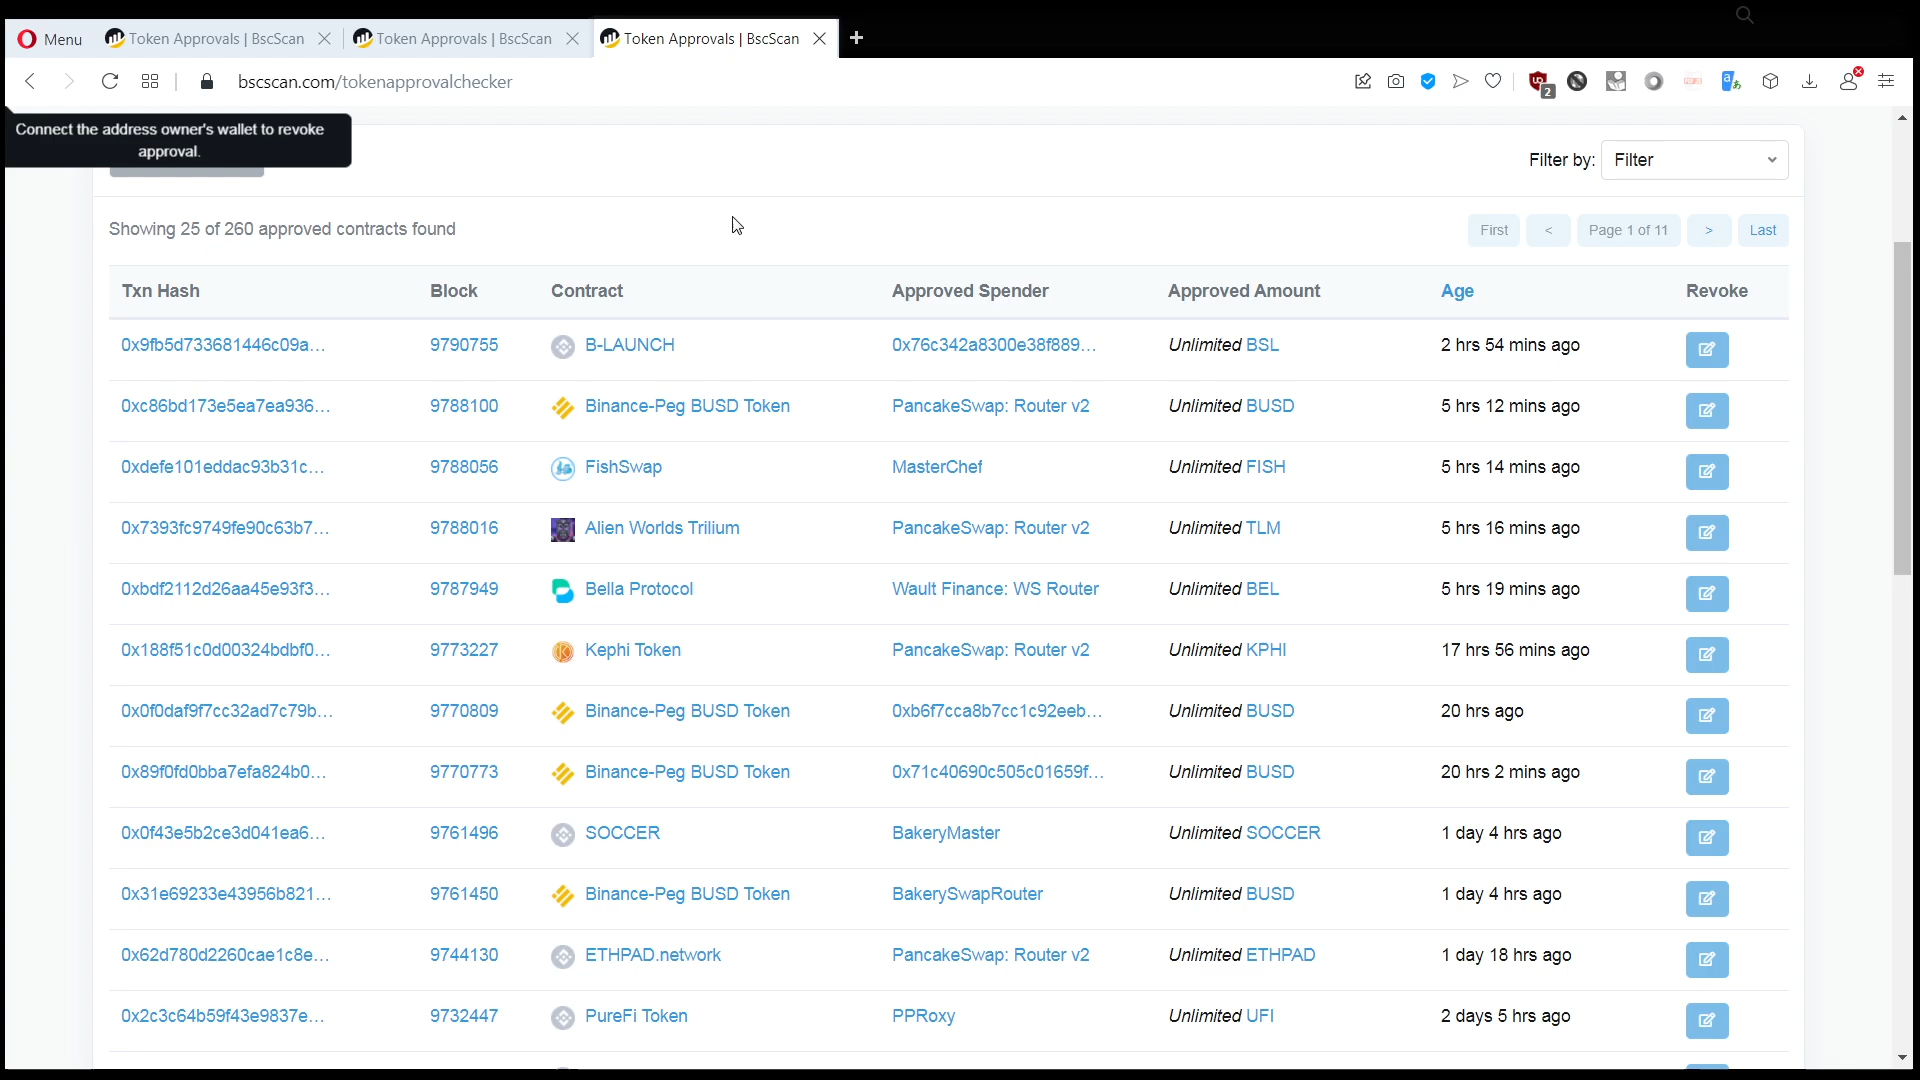 Menu
Token Approvals | BscScan
Token Approvals | BscScan
Token Approvals | BscScan
bscscan.com/tokenapprovalchecker
2
Connect the address owner's wallet to revoke
approval.
Filter by: Filter
Showing 25 of 260 approved contracts found
First < Page 1 of 11 > Last
Txn Hash Block Contract Approved Spender Approved Amount Age Revoke
0x9fb5d733681446c09a... 9790755 B-LAUNCH 0x76c342a8300e38f889... Unlimited BSL 2 hrs 54 mins ago
0xc86bd173e5ea7ea936... 9788100 Binance-Peg BUSD Token PancakeSwap: Router v2 Unlimited BUSD 5 hrs 12 mins ago
0xdefe101eddac93b31c... 9788056 FishSwap MasterChef Unlimited FISH 5 hrs 14 mins ago
0x7393fc9749fe90c63b7... 9788016 Alien Worlds Trilium PancakeSwap: Router v2 Unlimited TLM 5 hrs 16 mins ago
0xbdf2112d26aa45e93f3... 9787949 Bella Protocol Wault Finance: WS Router Unlimited BEL 5 hrs 19 mins ago
0x188f51c0d00324bdbf0... 9773227 Kephi Token PancakeSwap: Router v2 Unlimited KPHI 17 hrs 56 mins ago
0x0f0daf9f7cc32ad7c79b... 9770809 Binance-Peg BUSD Token 0xb6f7cca8b7cc1c92eeb... Unlimited BUSD 20 hrs ago
0x89f0fd0bba7efa824b0... 9770773 Binance-Peg BUSD Token 0x71c40690c505c01659f... Unlimited BUSD 20 hrs 2 mins ago
0x0f43e5b2ce3d041ea6... 9761496 SOCCER BakeryMaster Unlimited SOCCER 1 day 4 hrs ago
0x31e69233e43956b821... 9761450 Binance-Peg BUSD Token BakerySwapRouter Unlimited BUSD 1 day 4 hrs ago
0x62d780d2260cae1c8e... 9744130 ETHPAD.network PancakeSwap: Router v2 Unlimited ETHPAD 1 day 18 hrs ago
0x2c3c64b59f43e9837e... 9732447 PureFi Token PPRoxy Unlimited UFI 2 days 5 hrs ago